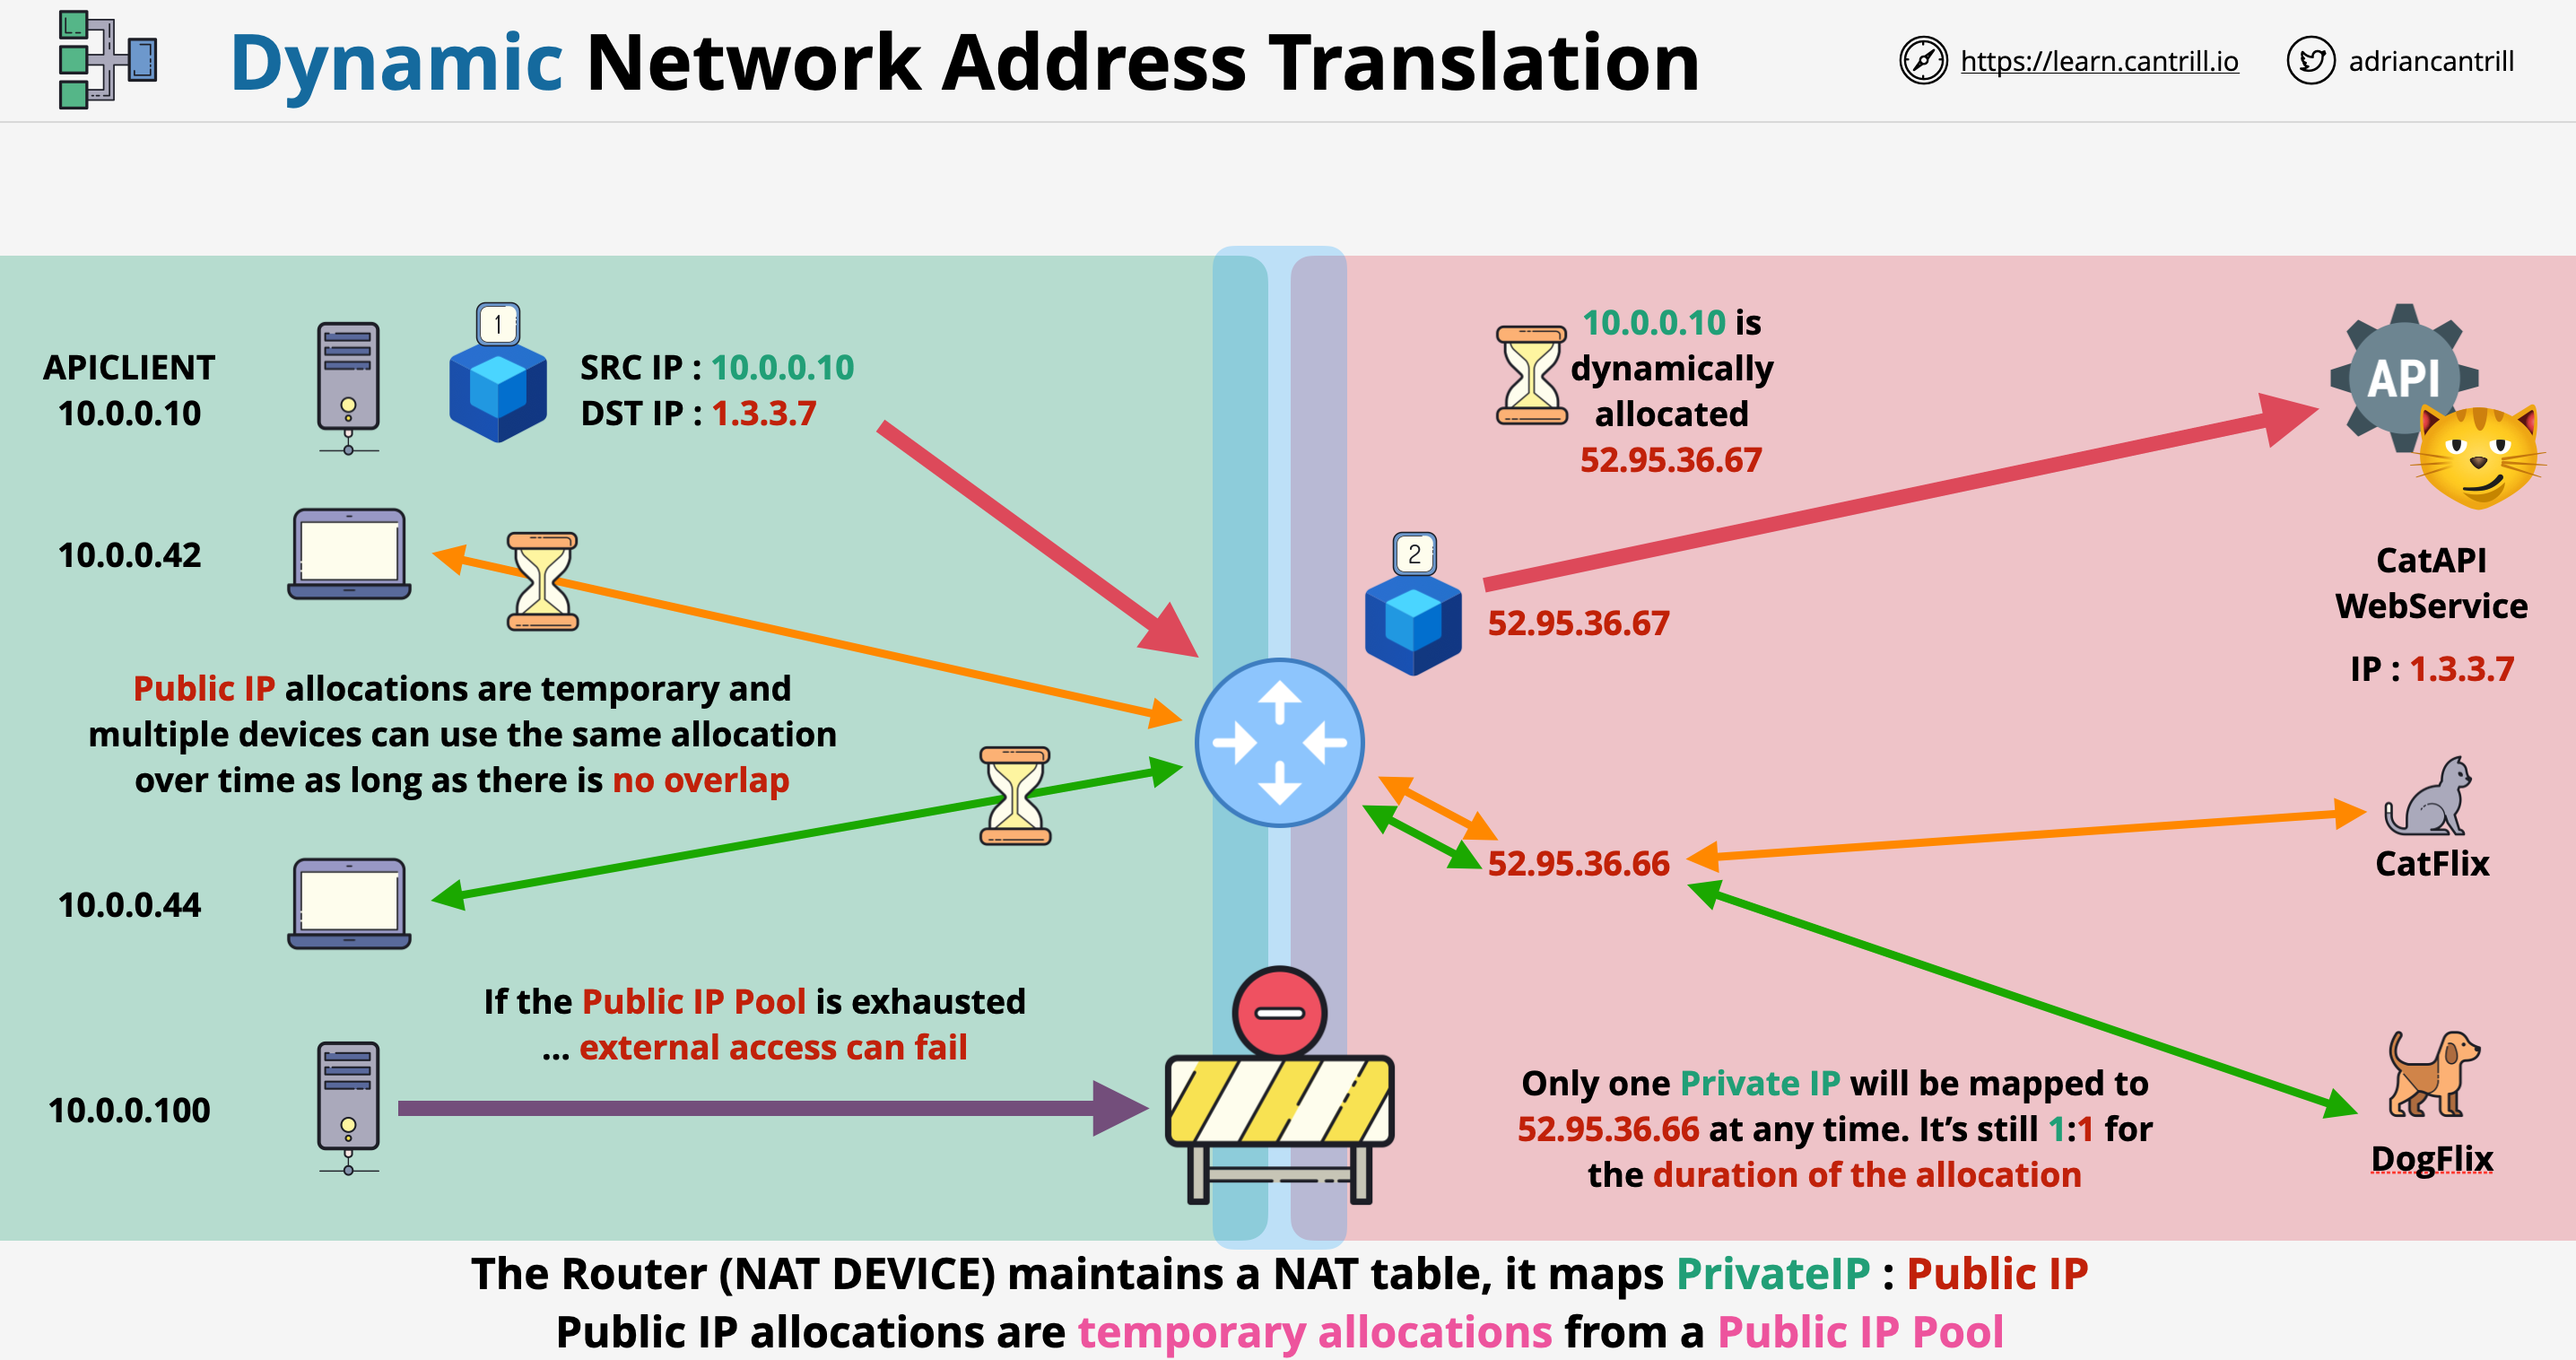 Dynamic Network Address Translation
https://learn.cantrill.io
adriancantrill
1
APICLIENT
10.0.0.10
SRC IP : 10.0.0.10
DST IP : 1.3.3.7
10.0.0.10 is
dynamically
allocated
52.95.36.67
API
10.0.0.42
2
52.95.36.67
CatAPI
WebService
IP : 1.3.3.7
Public IP allocations are temporary and
multiple devices can use the same allocation
over time as long as there is no overlap
52.95.36.66
CatFlix
10.0.0.44
If the Public IP Pool is exhausted
... external access can fail
10.0.0.100
Only one Private IP will be mapped to
52.95.36.66 at any time. It’s still 1:1 for
the duration of the allocation
DogFlix
The Router (NAT DEVICE) maintains a NAT table, it maps PrivateIP : Public IP
Public IP allocations are temporary allocations from a Public IP Pool